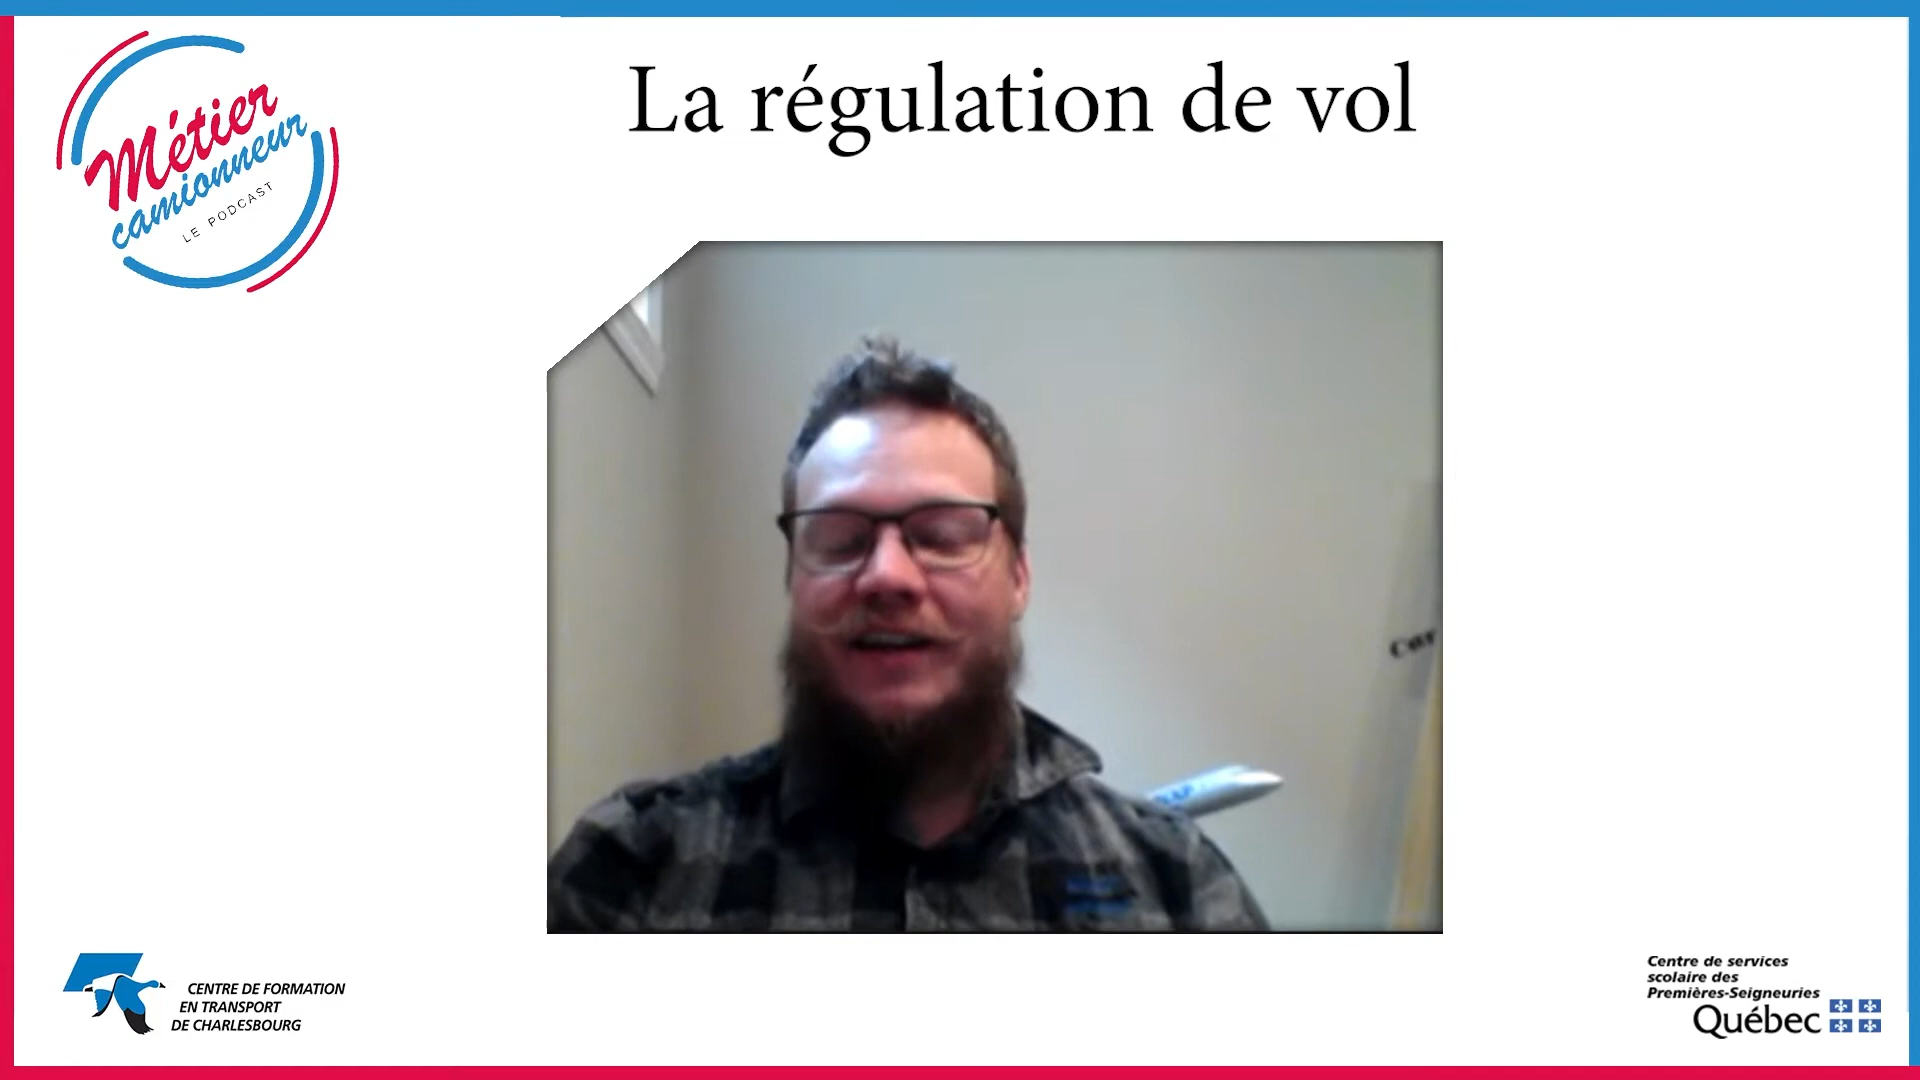 La régulation de vol
Métier
camionneur
LE PODCAST
Cor
CENTRE DE FORMATION
EN TRANSPORT
DE CHARLESBOURG
Centre de services
scolaire des
Premières-Seigneuries
Québec